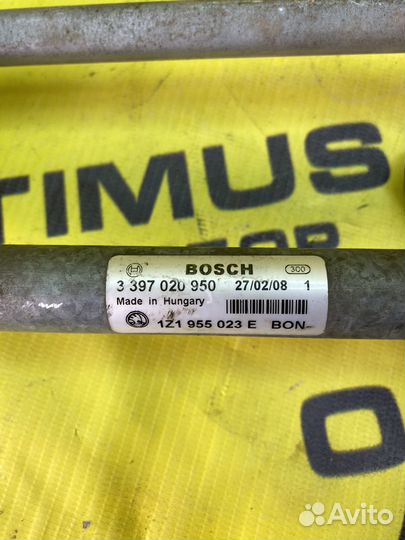 TIMUS
BOSCH 300
3 397 020 950 27/02/08 1
Made in Hungary
1Z1 955 023 E BON
O
Avito